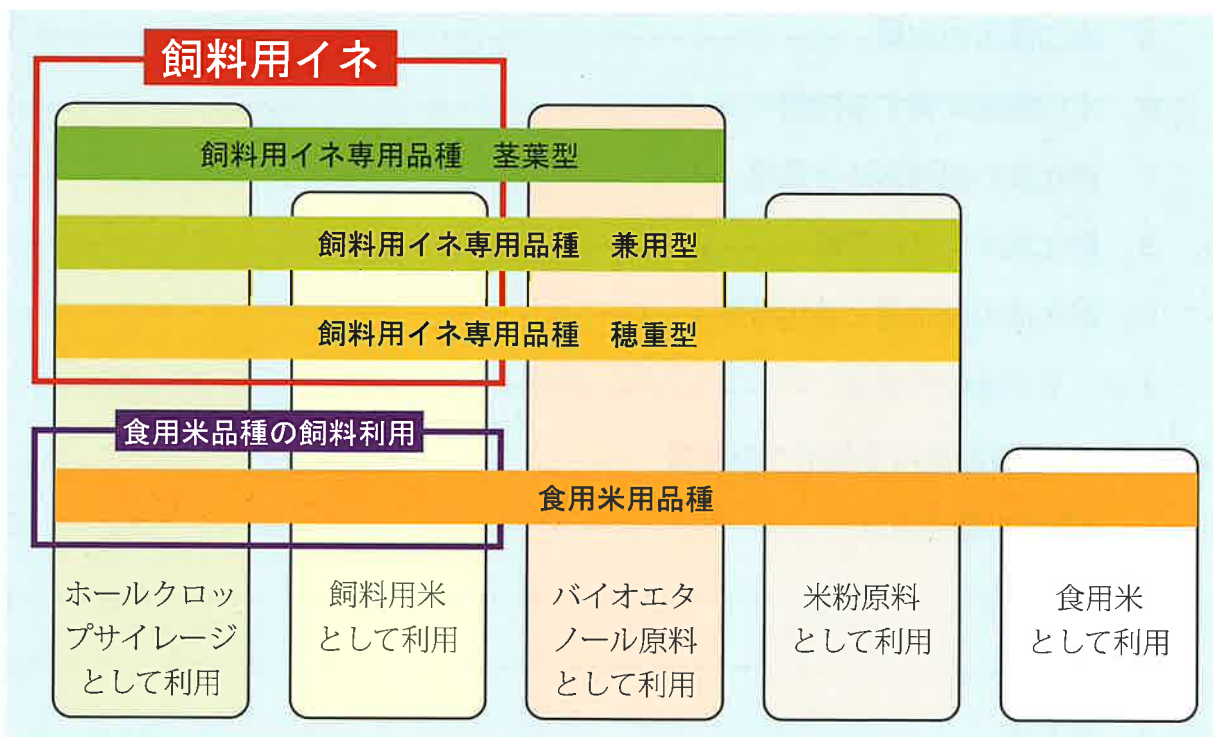 飼料用イネ
飼料用イネ専用品種 茎葉型
飼料用イネ専用品種 兼用型
飼料用イネ専用品種 穂重型
食用米品種の飼料利用
食用米用品種
ホールクロッ
プサイレージ
として利用
飼料用米
として利用
バイオエタ
ノール原料
として利用
米粉原料
として利用
食用米
として利用